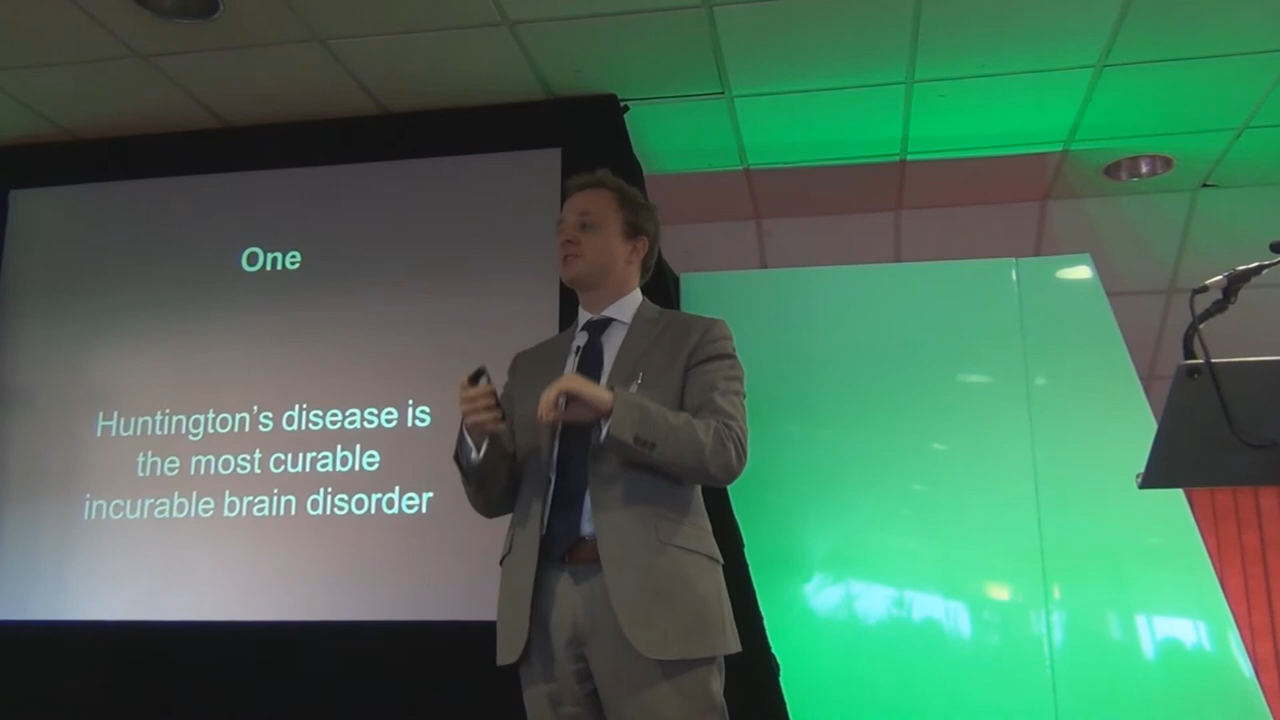 One
Huntington’s disease is
the most curable
incurable brain disorder